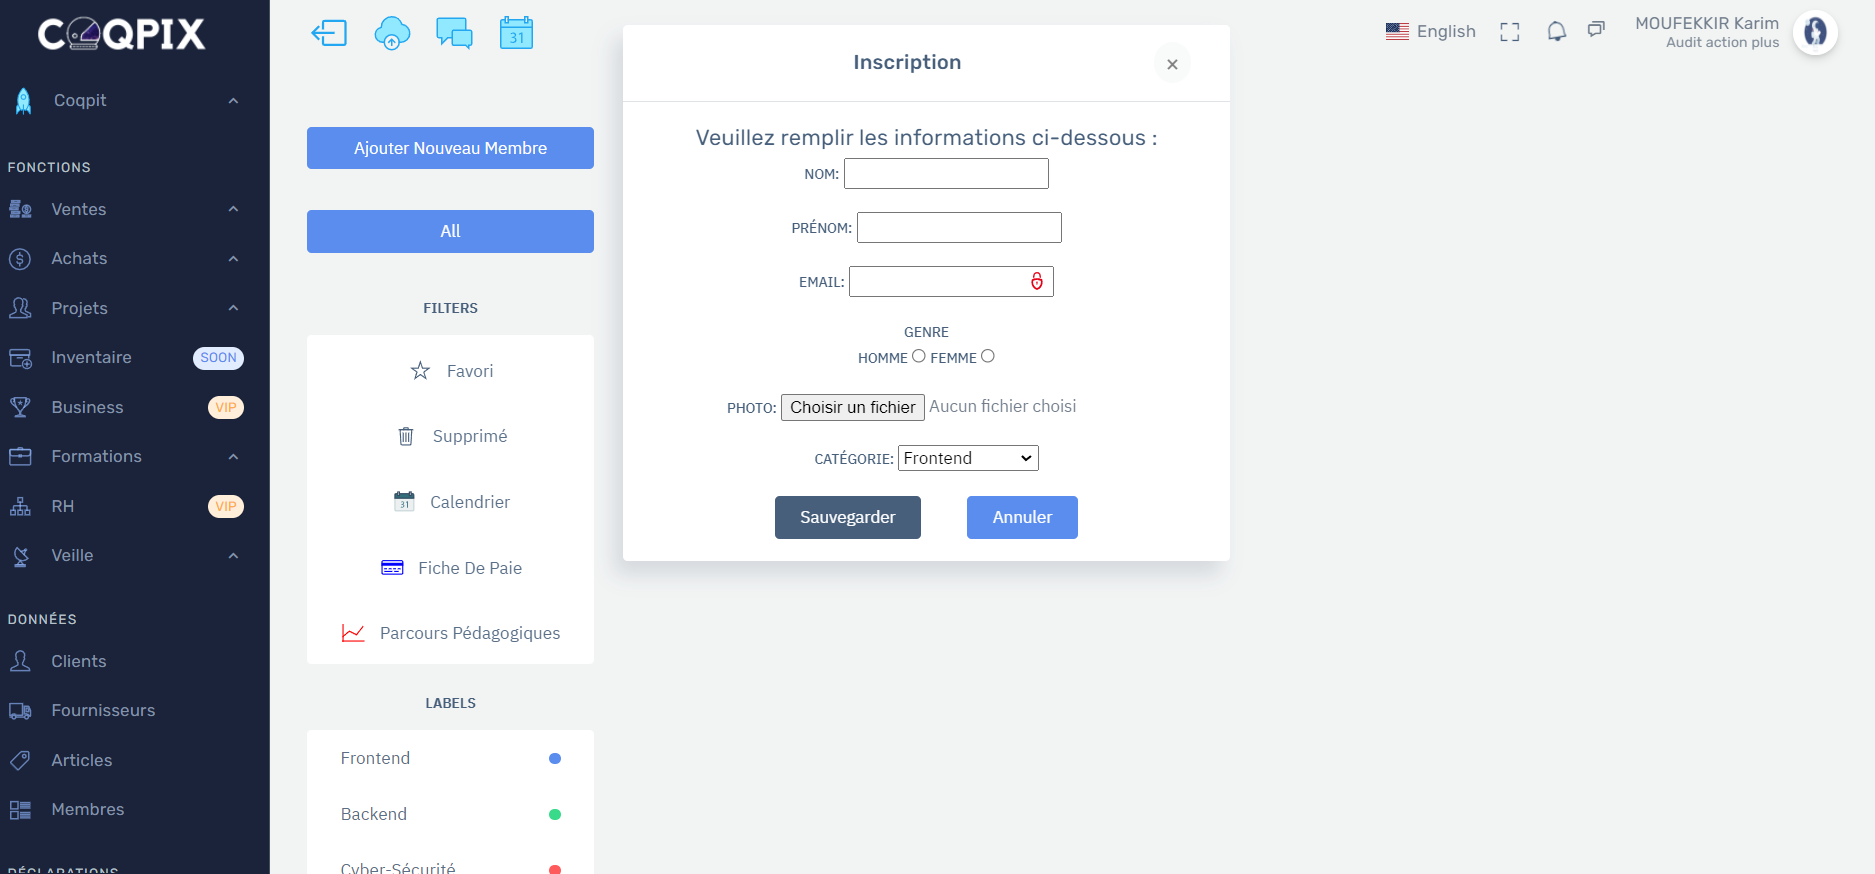 COQPIX
Coqpit
FONCTIONS
Ventes
Achats
Projets
Inventaire SOON
Business VIP
Formations
RH VIP
Veille
DONNÉES
Clients
Fournisseurs
Articles
Membres
DÉCLARATIONS
31
Ajouter Nouveau Membre
All
FILTERS
Favori
Supprimé
31 Calendrier
Fiche De Paie
Parcours Pédagogiques
LABELS
Frontend
Backend
Cyber-Sécurité
Inscription ×
Veuillez remplir les informations ci-dessous :
NOM:
PRÉNOM:
EMAIL:
GENRE
HOMME FEMME
PHOTO: Choisir un fichier Aucun fichier choisi
CATÉGORIE: Frontend
Sauvegarder Annuler
English
MOUFEKKIR Karim
Audit action plus